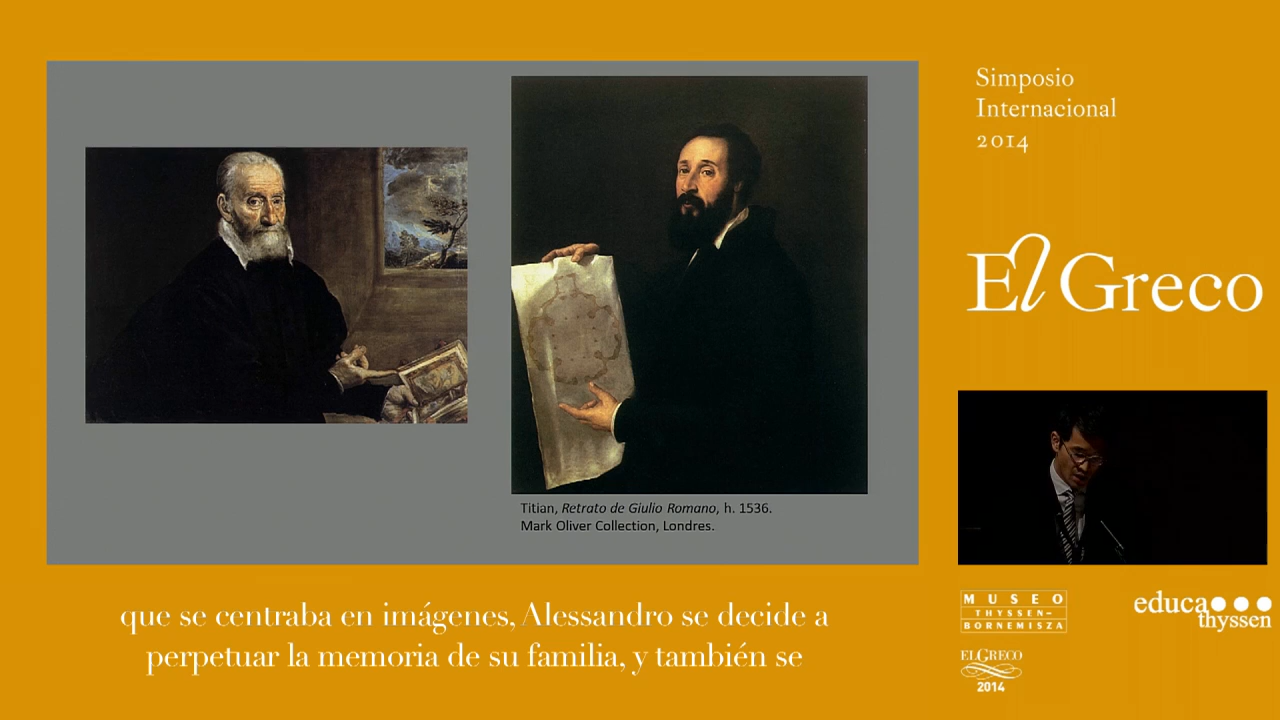 Simposio
Internacional
2014
El Greco
Titian, Retrato de Giulio Romano, h. 1536.
Mark Oliver Collection, Londres.
que se centraba en imágenes, Alessandro se decide a
perpetuar la memoria de su familia, y también se
MUSEO
THYSSEN-
BORNEMISZA
educa
thyssen
EL GRECO
2014